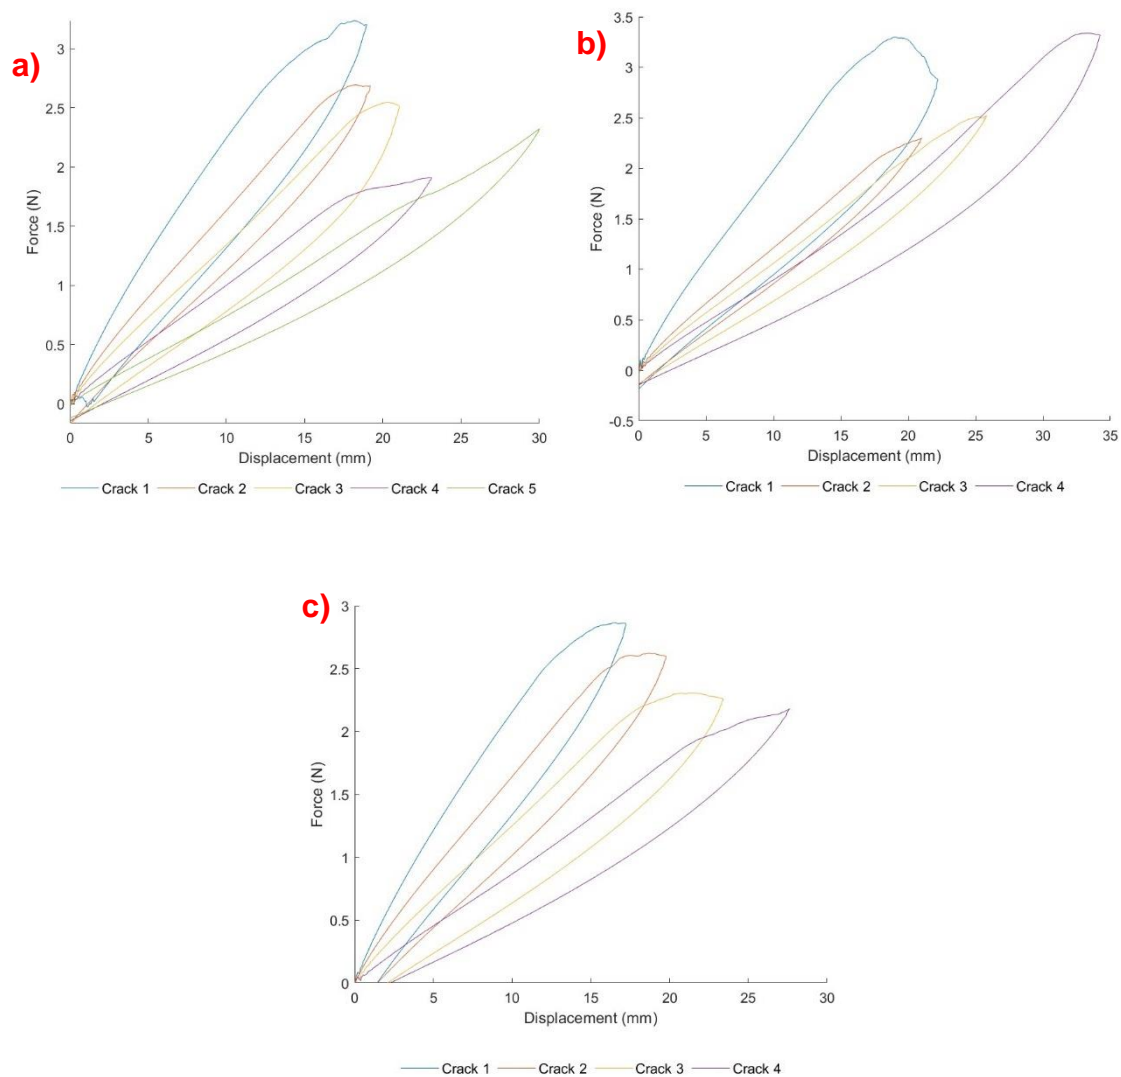 a)
3
2.5
2
1.5
1
0.5
0
Force (N)
0 5 10 15 20 25 30
Displacement (mm)
Crack 1 Crack 2 Crack 3 Crack 4 Crack 5
b)
3.5
3
2.5
2
1.5
1
0.5
0
-0.5
Force (N)
0 5 10 15 20 25 30 35
Displacement (mm)
Crack 1 Crack 2 Crack 3 Crack 4
c)
3
2.5
2
1.5
1
0.5
0
Force (N)
0 5 10 15 20 25 30
Displacement (mm)
Crack 1 Crack 2 Crack 3 Crack 4